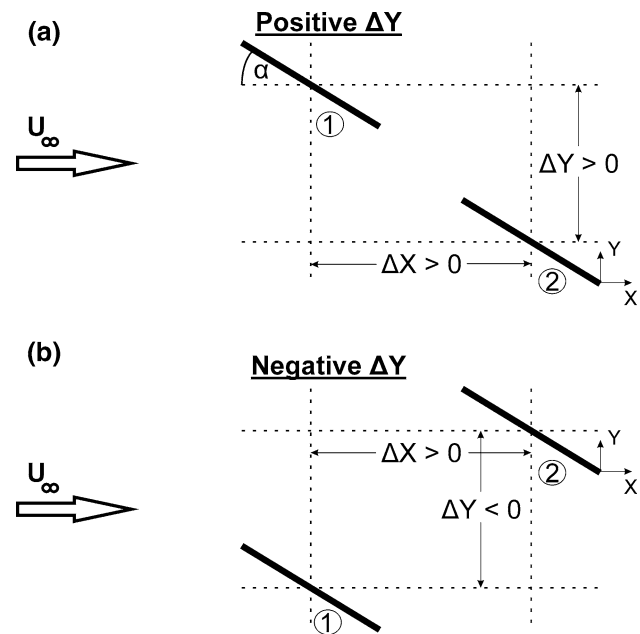 (a)
Positive ΔY
α
U∞
①
ΔY > 0
ΔX > 0
②
Y
X
(b)
Negative ΔY
U∞
ΔX > 0
②
Y
X
ΔY < 0
①